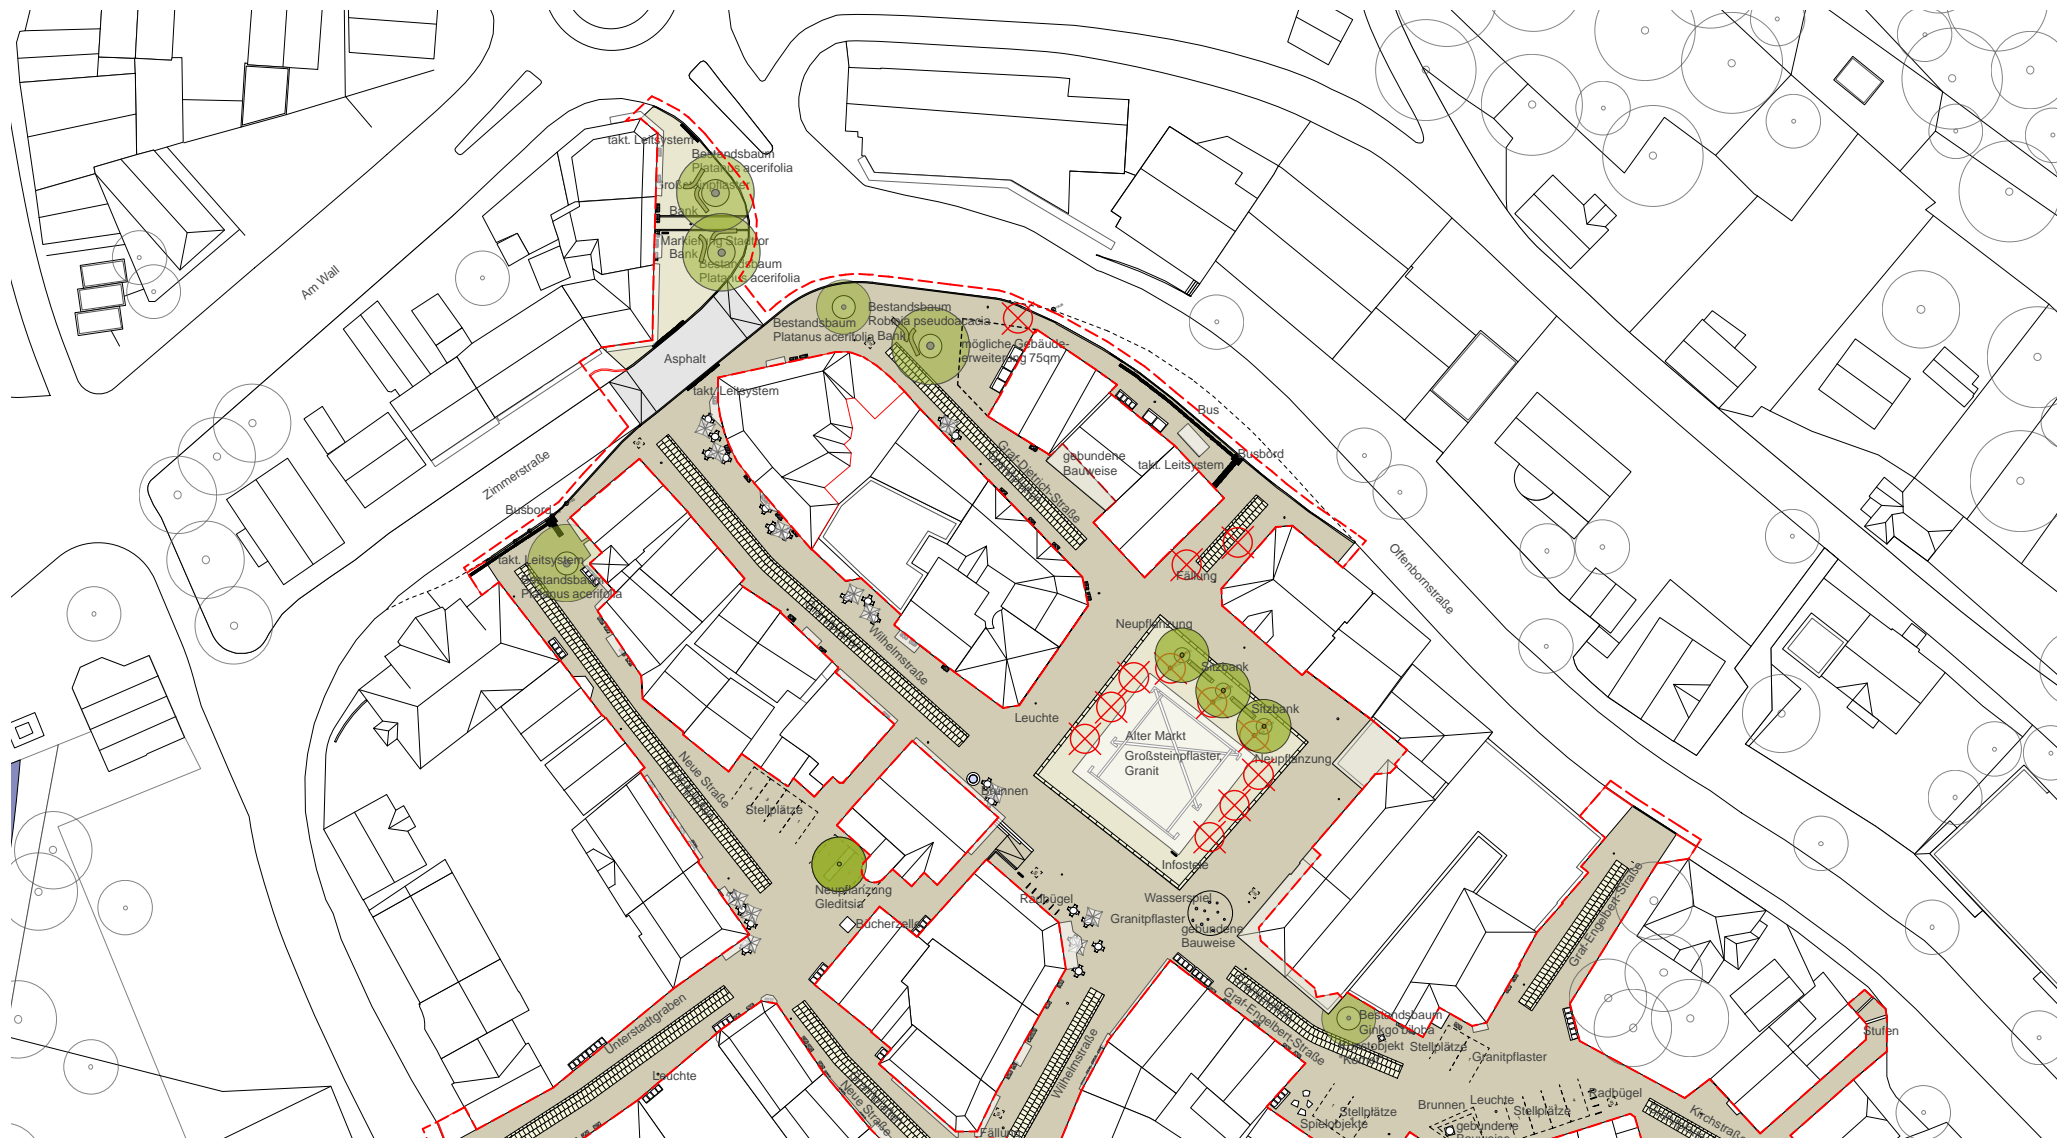 takt. Leitsystem
Bestandsbaum
Platanus acerifolia
Großsteinpflaster
Bank
Markierung Stadttor
Bank
Bestandsbaum
Platanus acerifolia
Am Wall
Bestandsbaum
Robinia pseudoacacia
Bestandsbaum
Platanus acerifolia
Bank
mögliche Gebäude-
erweiterung 75qm
Asphalt
takt. Leitsystem
Bus
Busbord
takt. Leitsystem
gebundene
Bauweise
Graf-Dietrich-Straße
Zimmerstraße
Busbord
takt. Leitsystem
Bestandsbaum
Platanus acerifolia
Offenbornstraße
Fällung
Neupflanzung
Sitzbank
Sitzbank
Neupflanzung
Wilhelmstraße
Leuchte
Alter Markt
Großsteinpflaster,
Granit
Neue Straße
Stellplätze
Brunnen
Infostele
Neupflanzung
Gleditsia
Bücherzelle
Radbügel
Wasserspiel
Granitpflaster
gebundene
Bauweise
Graf-Engelbert-Straße
Graf-Engelbert-Straße
Bestandsbaum
Ginkgo biloba
Stellplätze
Granitpflaster
Stufen
Unterstadtgraben
Leuchte
Neue Straße
Wilhelmstraße
Fällung
Stellplätze
Spielobjekte
Brunnen
Leuchte
Stellplätze
Radbügel
gebundene
Bauweise
Kirchstraße